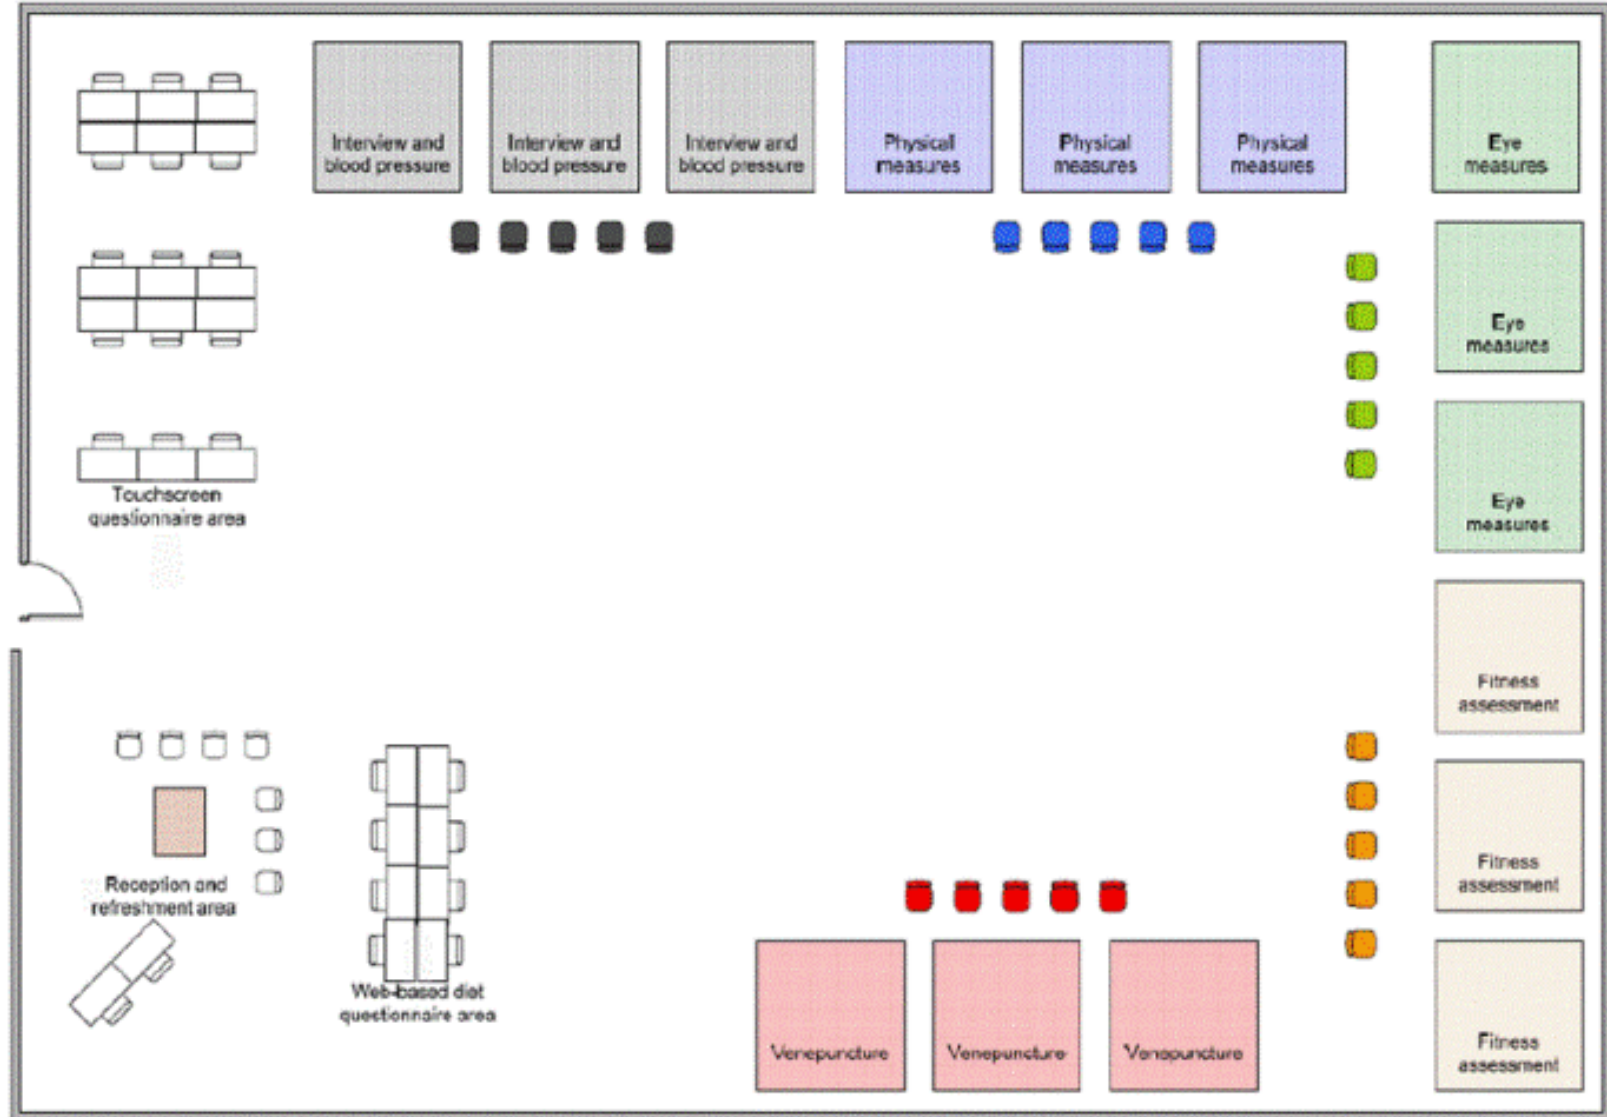 Interview and
blood pressure
Interview and
blood pressure
Interview and
blood pressure
Physical
measures
Physical
measures
Physical
measures
Eye
measures
Eye
measures
Eye
measures
Touchscreen
questionnaire area
Fitness
assessment
Fitness
assessment
Fitness
assessment
Reception and
refreshment area
Web-based diet
questionnaire area
Venepuncture
Venepuncture
Venepuncture